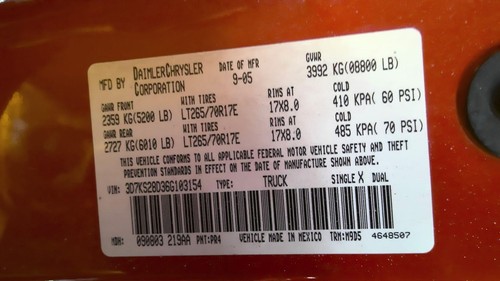 MFD BY DAIMLERCHRYSLER CORPORATION DATE OF MFR 9-05 GVWR 3992 KG(08800 LB)
GAWR FRONT WITH TIRES RIMS AT COLD
2359 KG(5200 LB) LT265/70R17E 17X8.0 410 KPA( 60 PSI)
GAWR REAR WITH TIRES RIMS AT COLD
2727 KG(6010 LB) LT265/70R17E 17X8.0 485 KPA( 70 PSI)
THIS VEHICLE CONFORMS TO ALL APPLICABLE FEDERAL MOTOR VEHICLE SAFETY AND THEFT
PREVENTION STANDARDS IN EFFECT ON THE DATE OF MANUFACTURE SHOWN ABOVE.
VIN: 3D7KS28D36G103154 TYPE: TRUCK SINGLE X DUAL
MDH: 090803 219AA PNT:PR4 VEHICLE MADE IN MEXICO TRM:M9D5 4648507